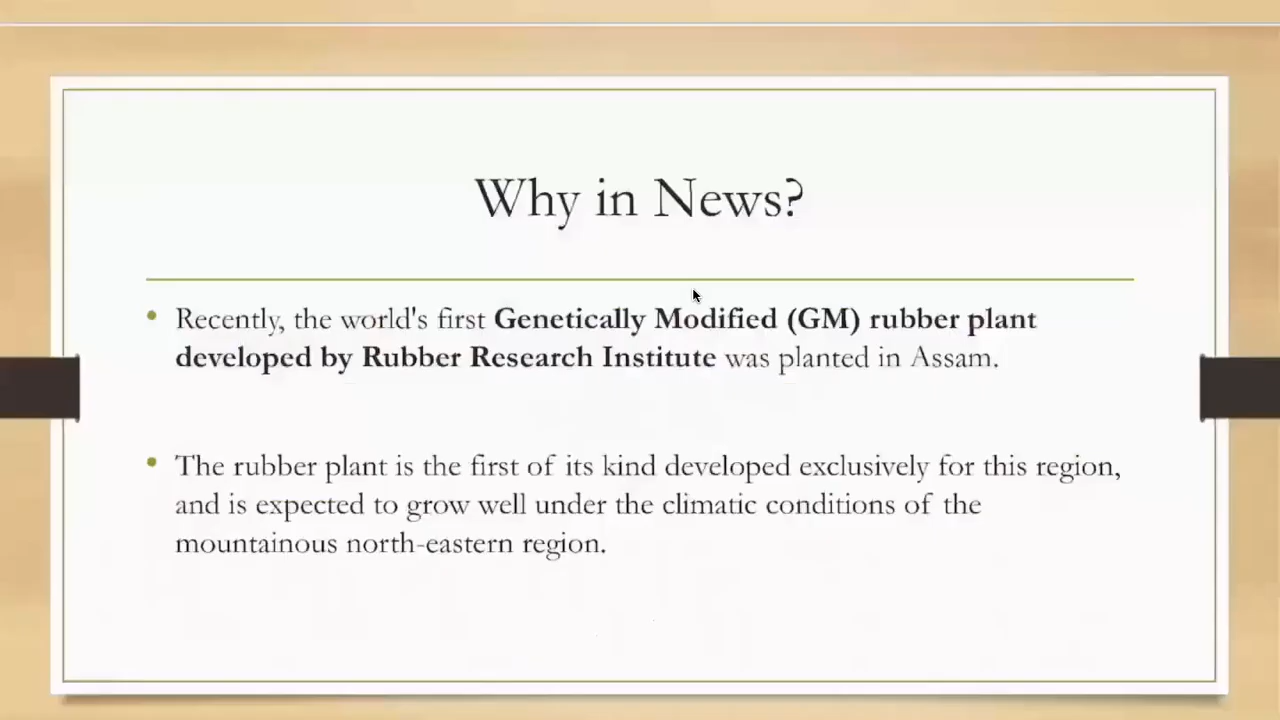 Why in News?
• Recently, the world's first Genetically Modified (GM) rubber plant
developed by Rubber Research Institute was planted in Assam.
• The rubber plant is the first of its kind developed exclusively for this region,
and is expected to grow well under the climatic conditions of the
mountainous north-eastern region.